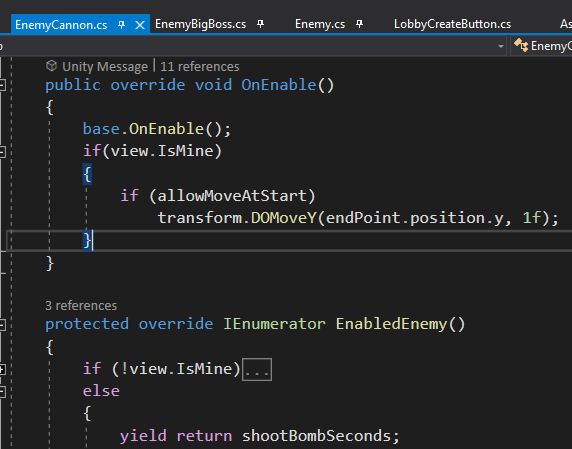 EnemyCannon.cs EnemyBigBoss.cs Enemy.cs LobbyCreateButton.cs As
EnemyC
Unity Message | 11 references
public override void OnEnable()
{
base.OnEnable();
if(view.IsMine)
{
if (allowMoveAtStart)
transform.DOMoveY(endPoint.position.y, 1f);
}
}
3 references
protected override IEnumerator EnabledEnemy()
{
if (!view.IsMine)...
else
{
yield return shootBombSeconds;